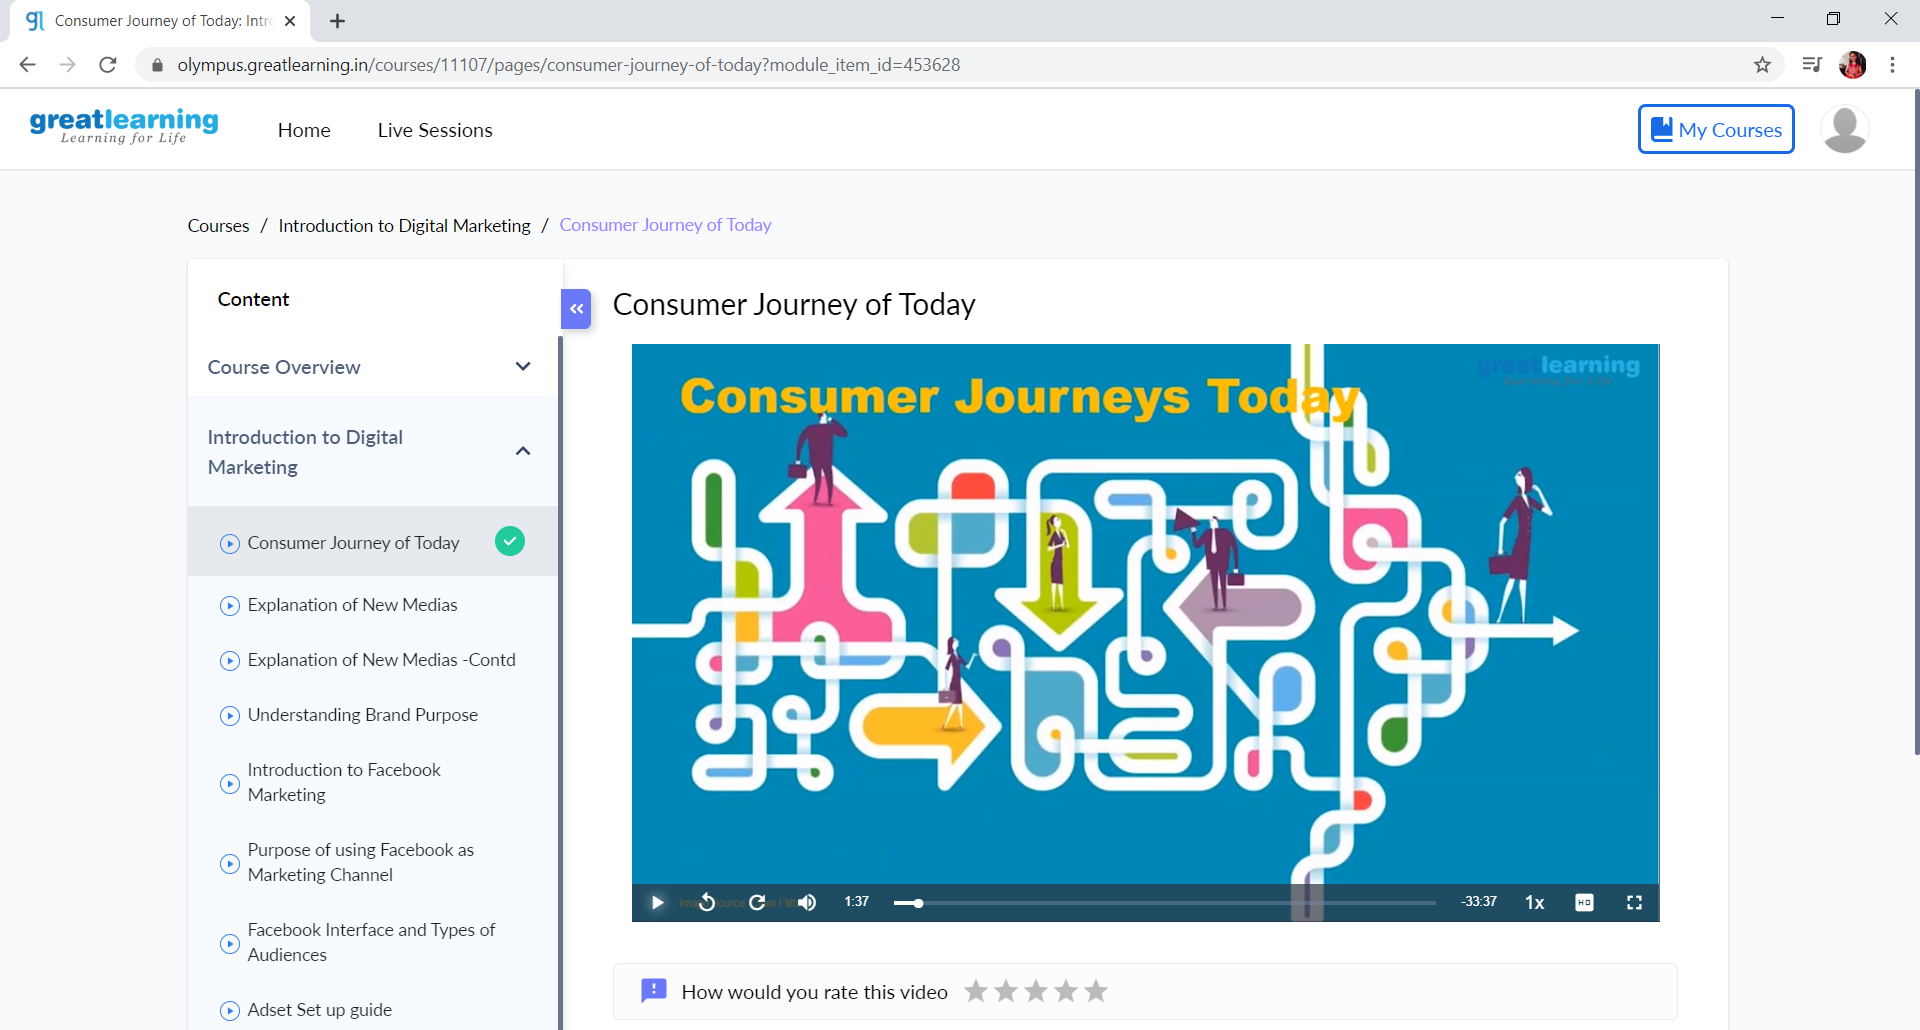 gl Consumer Journey of Today: Intr
olympus.greatlearning.in/courses/11107/pages/consumer-journey-of-today?module_item_id=453628
greatlearning
Learning for Life
Home
Live Sessions
My Courses
Courses / Introduction to Digital Marketing / Consumer Journey of Today
Content
Course Overview
Introduction to Digital
Marketing
Consumer Journey of Today
Explanation of New Medias
Explanation of New Medias -Contd
Understanding Brand Purpose
Introduction to Facebook
Marketing
Purpose of using Facebook as
Marketing Channel
Facebook Interface and Types of
Audiences
Adset Set up guide
Consumer Journey of Today
greatlearning
Learning for Life
Consumer Journeys Today
1:37
-33:37
1x
HD
How would you rate this video